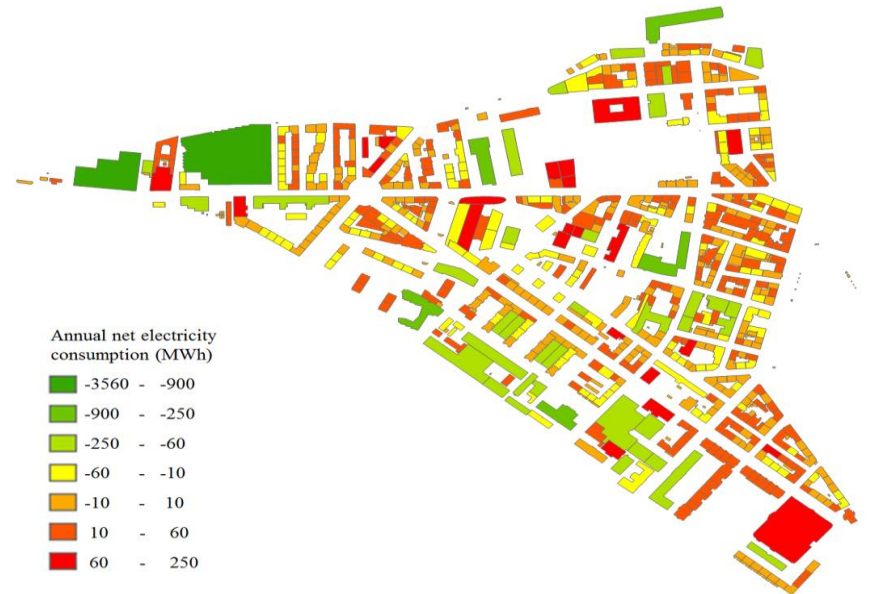 Annual net electricity
consumption (MWh)
-3560 - -900
-900 - -250
-250 - -60
-60 - -10
-10 - 10
10 - 60
60 - 250